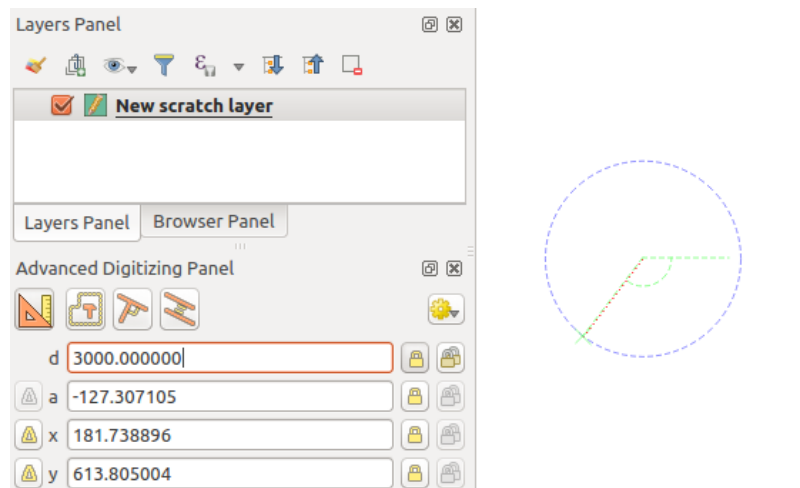 Layers Panel
New scratch layer
Layers Panel Browser Panel
Advanced Digitizing Panel
d 3000.000000
a -127.307105
x 181.738896
y 613.805004